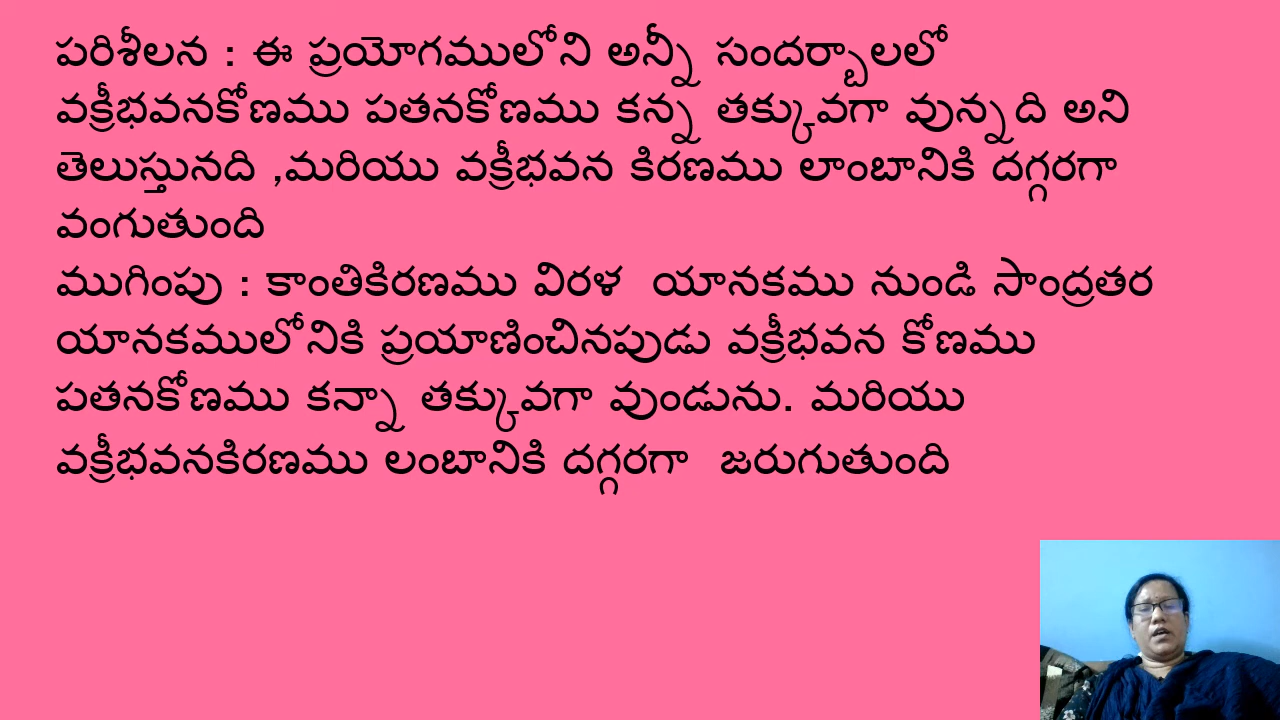 పరిశీలన : ఈ ప్రయోగములోని అన్నీ సందర్బాలలో
వక్రీభవనకోణము పతనకోణము కన్న తక్కువగా వున్నది అని
తెలుస్తునది ,మరియు వక్రీభవన కిరణము లాంబానికి దగ్గరగా
వంగుతుంది
ముగింపు : కాంతికిరణము విరళ యానకము నుండి సాంద్రతర
యానకములోనికి ప్రయాణించినపుడు వక్రీభవన కోణము
పతనకోణము కన్నా తక్కువగా వుండును. మరియు
వక్రీభవనకిరణము లంబానికి దగ్గరగా జరుగుతుంది